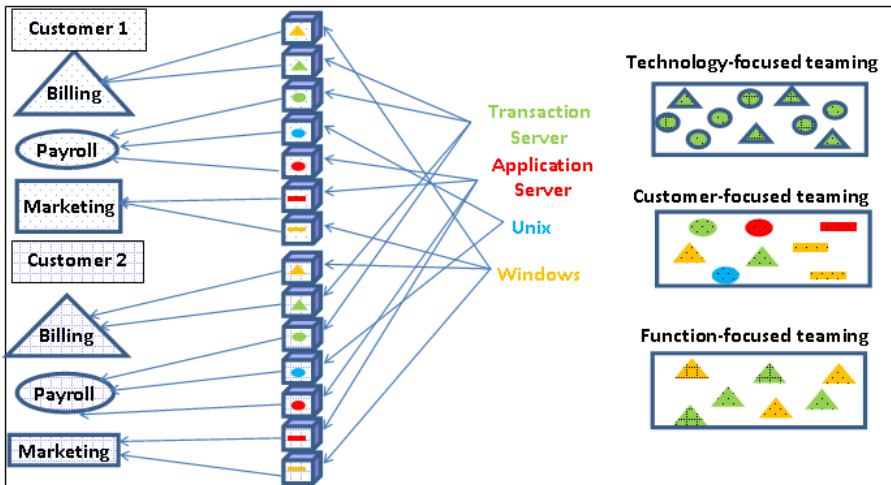 Customer 1
Billing
Payroll
Marketing
Customer 2
Billing
Payroll
Marketing
Transaction
Server
Application
Server
Unix
Windows
Technology-focused teaming
Customer-focused teaming
Function-focused teaming